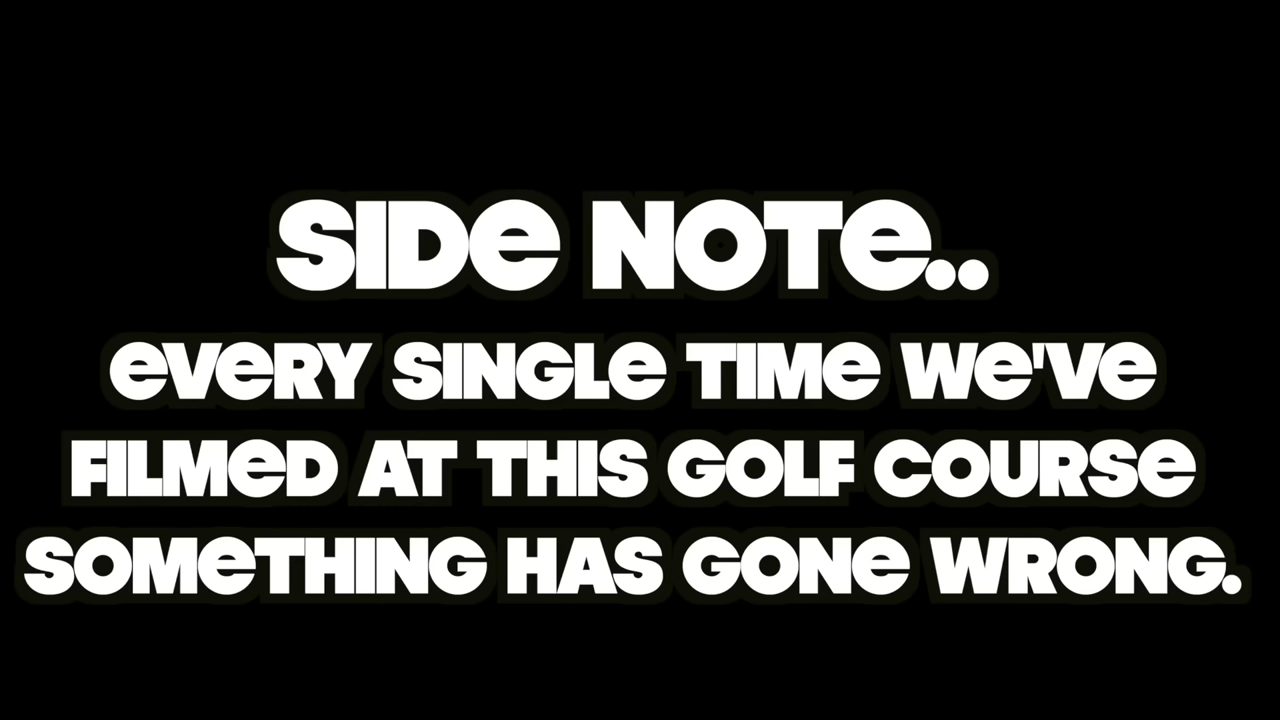 SIDE NOTE..
EVERY SINGLE TIME WE'VE
FILMED AT THIS GOLF COURSE
SOMETHING HAS GONE WRONG.